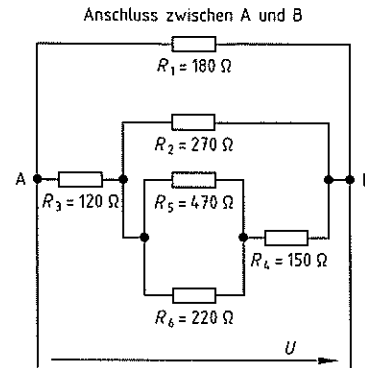 Anschluss zwischen A und B
R1 = 180 Ω
R2 = 270 Ω
A
R3 = 120 Ω
R5 = 470 Ω
R4 = 150 Ω
R6 = 220 Ω
U